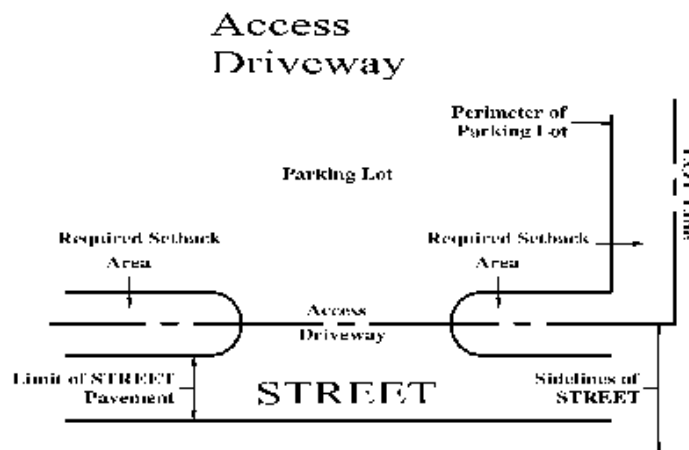 Access
Driveway
Perimeter of
Parking Lot
Parking Lot
Required Setback
Area
Required Setback
Area
Access
Driveway
Limit of STREET
Pavement
STREET
Sidelines of
STREET